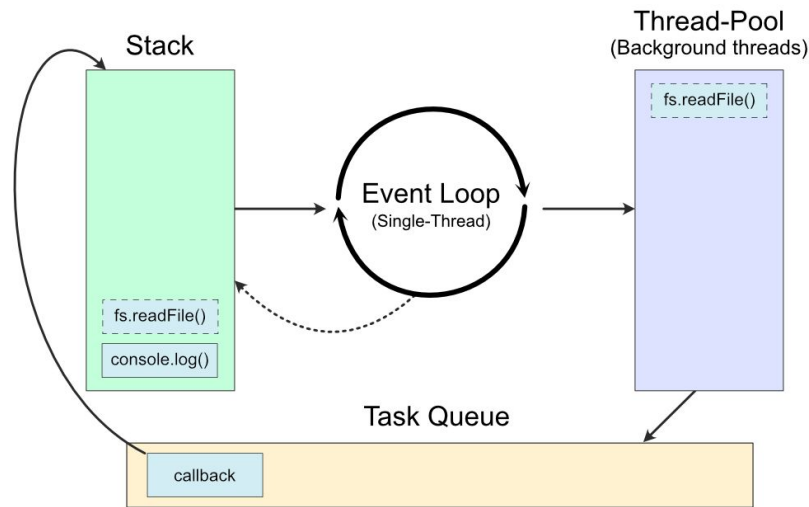 Stack
Thread-Pool
(Background threads)
fs.readFile()
Event Loop
(Single-Thread)
fs.readFile()
console.log()
Task Queue
callback